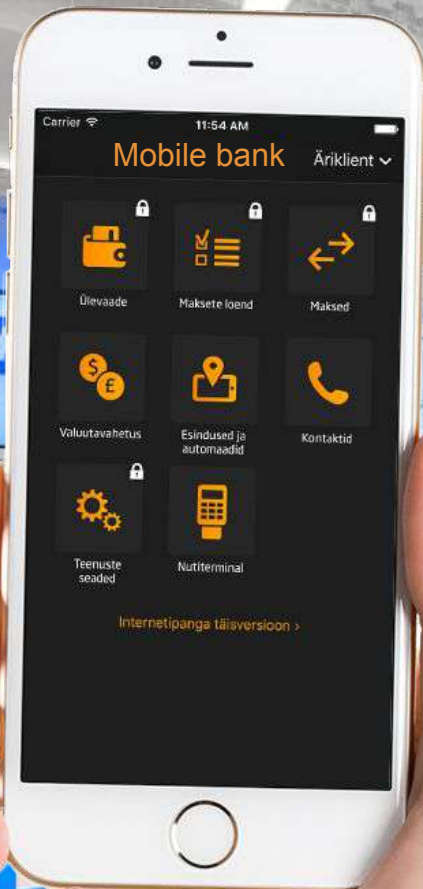 Carrier
11:54 AM
Mobile bank
Äriklient
Ülevaade
Maksete loend
Maksed
$
£
Valuutavahetus
Esindused ja
automaadid
Kontaktid
Teenuste
seaded
Nutiterminal
Internetipanga täisversioon ›